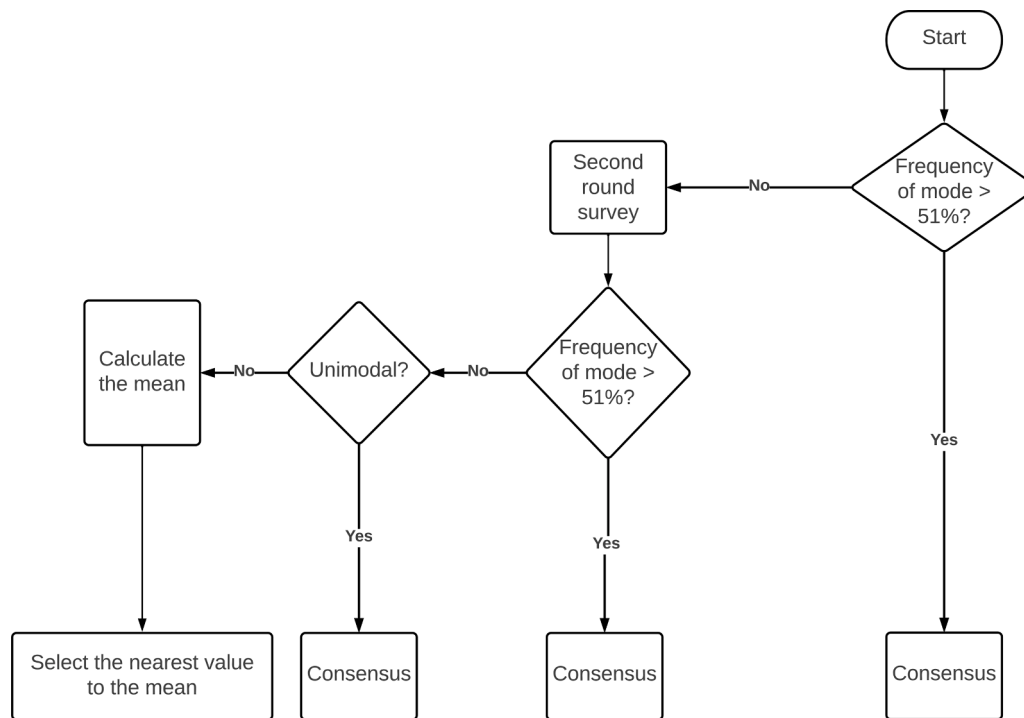 Start
Frequency
of mode >
51%?
No
Second
round
survey
Yes
Frequency
of mode >
51%?
No
Unimodal?
No
Calculate
the mean
Yes
Yes
Select the nearest value
to the mean
Consensus
Consensus
Consensus